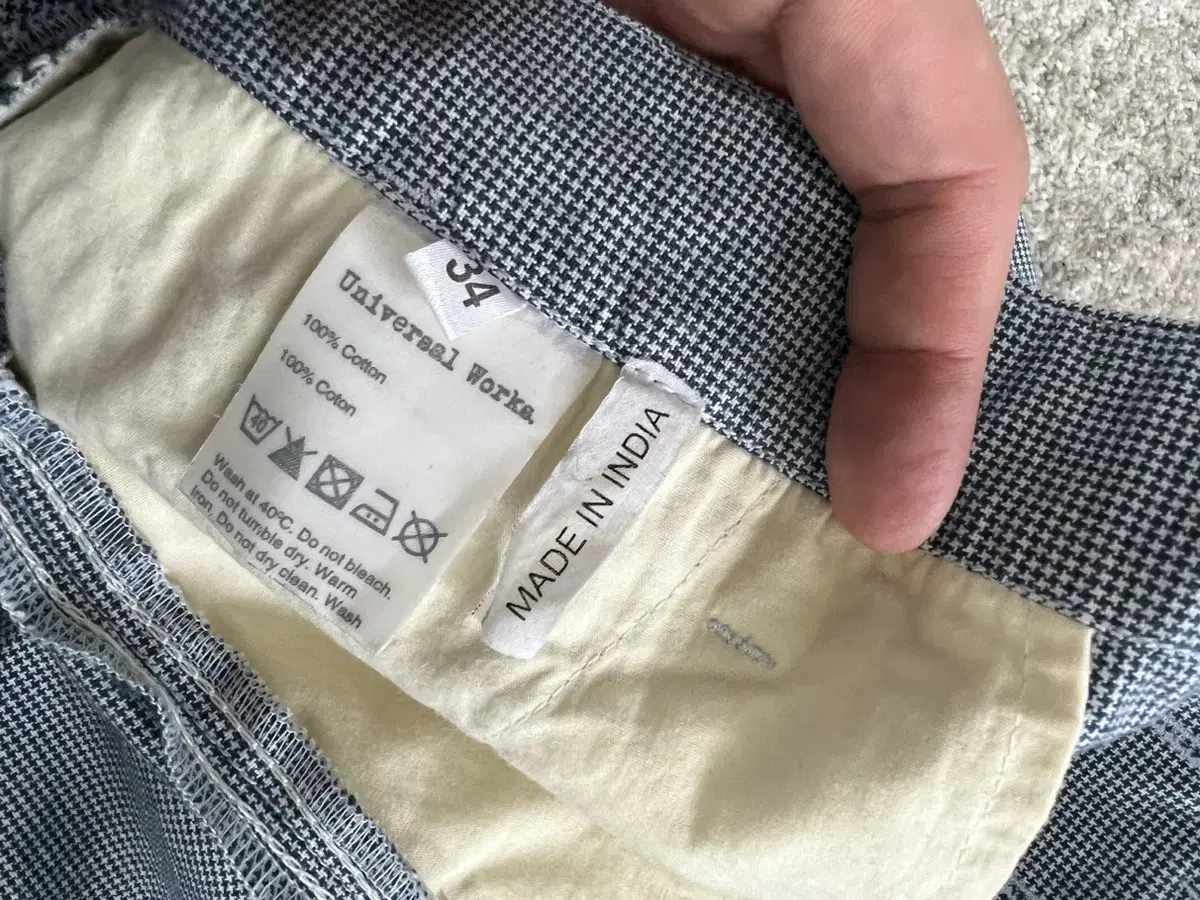 34
Universal Works.
100% Cotton
100% Coton
40
Wash at 40°C. Do not bleach.
Do not tumble dry. Warm
Iron. Do not dry clean. Wash
MADE IN INDIA